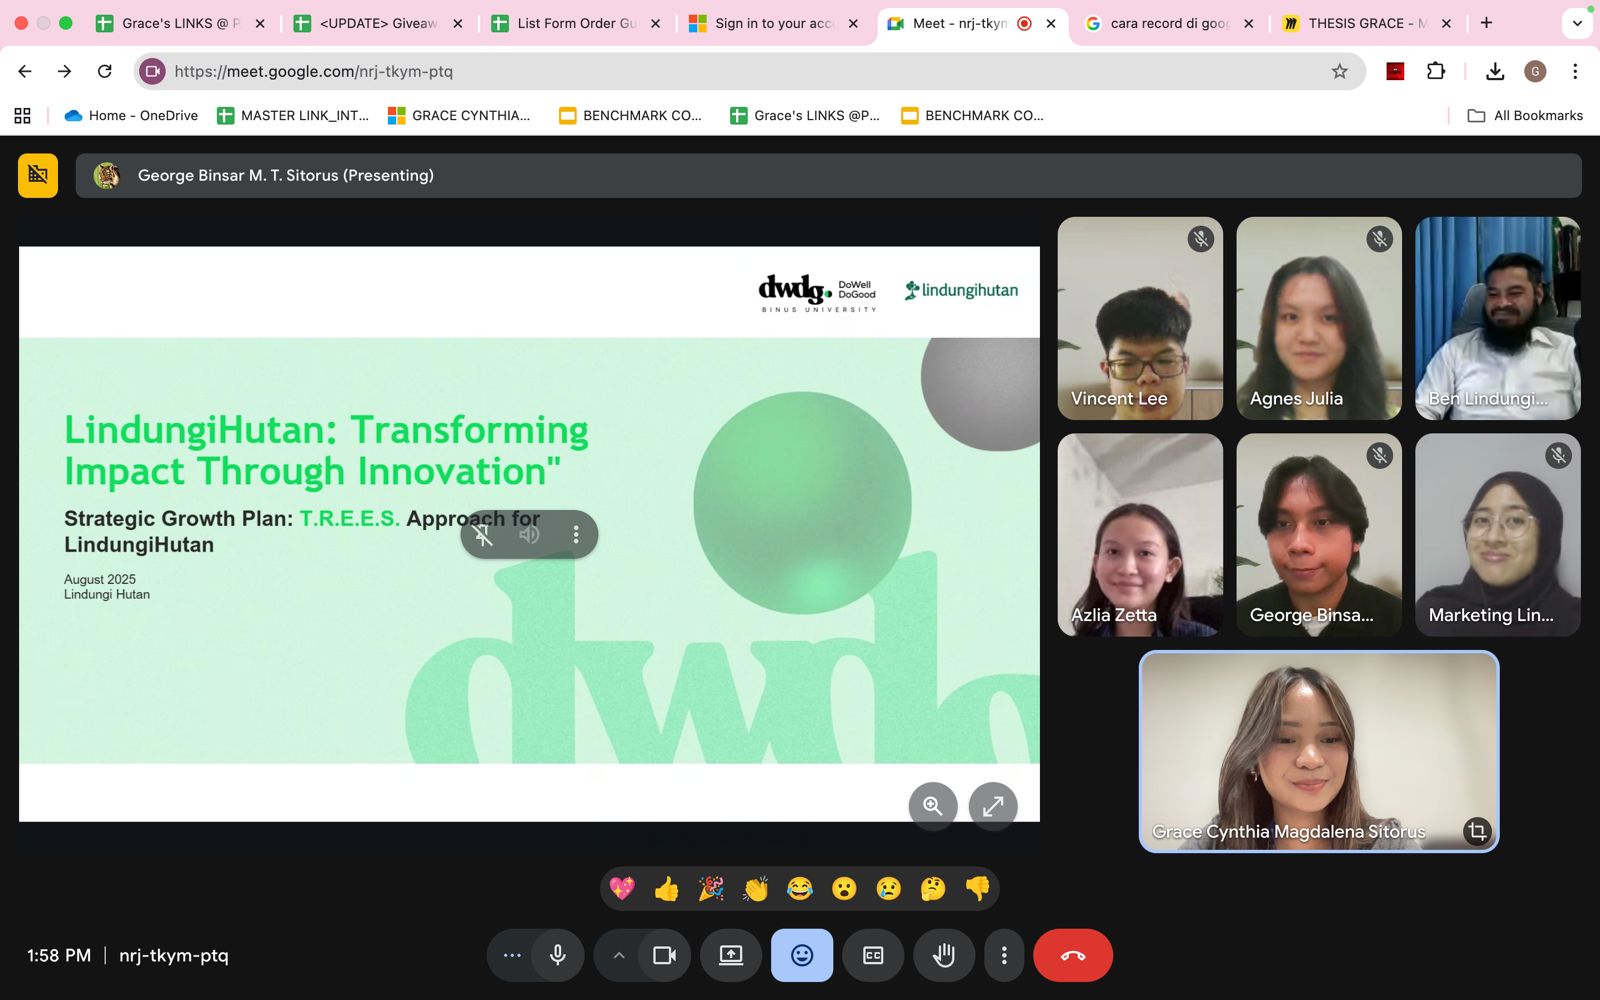 Grace's LINKS @ P
<UPDATE> Giveaw
List Form Order Gu
Sign in to your acc
Meet - nrj-tkym
cara record di goog
THESIS GRACE - M
https://meet.google.com/nrj-tkym-ptq
G
Home - OneDrive
MASTER LINK_INT...
GRACE CYNTHIA...
BENCHMARK CO...
Grace's LINKS @P...
BENCHMARK CO...
All Bookmarks
George Binsar M. T. Sitorus (Presenting)
dwdg. DoWell
DoGood
BINUS UNIVERSITY
lindungihutan
LindungiHutan: Transforming
Impact Through Innovation"
Strategic Growth Plan: T.R.E.E.S. Approach for
LindungiHutan
August 2025
Lindungi Hutan
dwdg
Vincent Lee
Agnes Julia
Ben Lindungi...
Azlia Zetta
George Binsa...
Marketing Lin...
Grace Cynthia Magdalena Sitorus
1:58 PM | nrj-tkym-ptq
CC